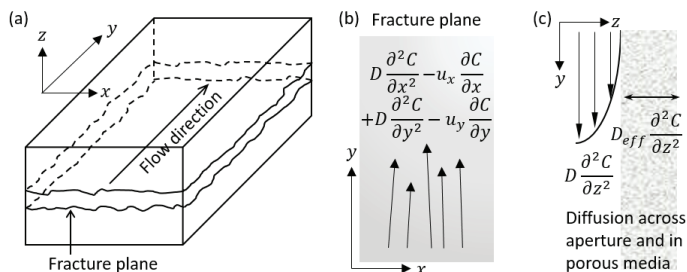 (a)
z
y
x
Flow direction
Fracture plane
(b)
Fracture plane
D ∂²C/∂x² − uₓ ∂C/∂x
+D ∂²C/∂y² − u_y ∂C/∂y
y
x
(c)
z
y
D_eff ∂²C/∂z²
D ∂²C/∂z²
Diffusion across
aperture and in
porous media